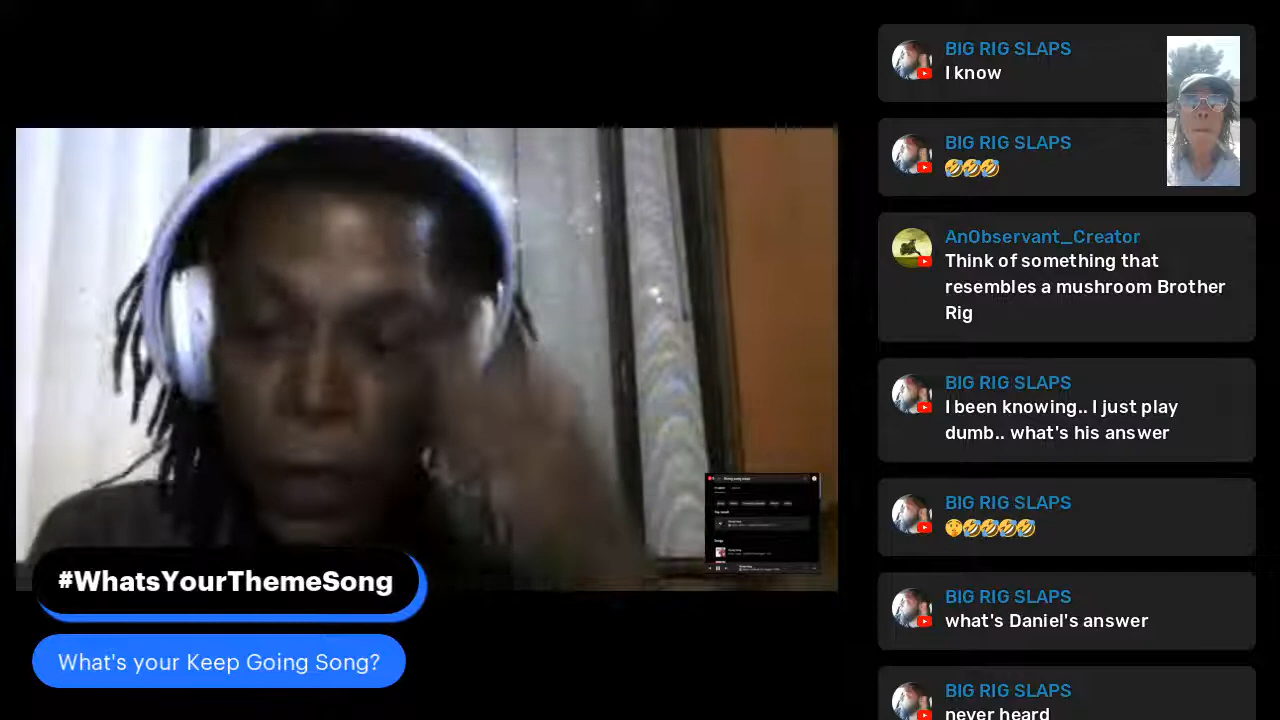 BIG RIG SLAPS
I know
BIG RIG SLAPS
🤣🤣🤣
AnObservant_Creator
Think of something that
resembles a mushroom Brother
Rig
BIG RIG SLAPS
I been knowing.. I just play
dumb.. what's his answer
BIG RIG SLAPS
🤫🤣🤣🤣🤣
BIG RIG SLAPS
what's Daniel's answer
BIG RIG SLAPS
never heard
#WhatsYourThemeSong
What's your Keep Going Song?